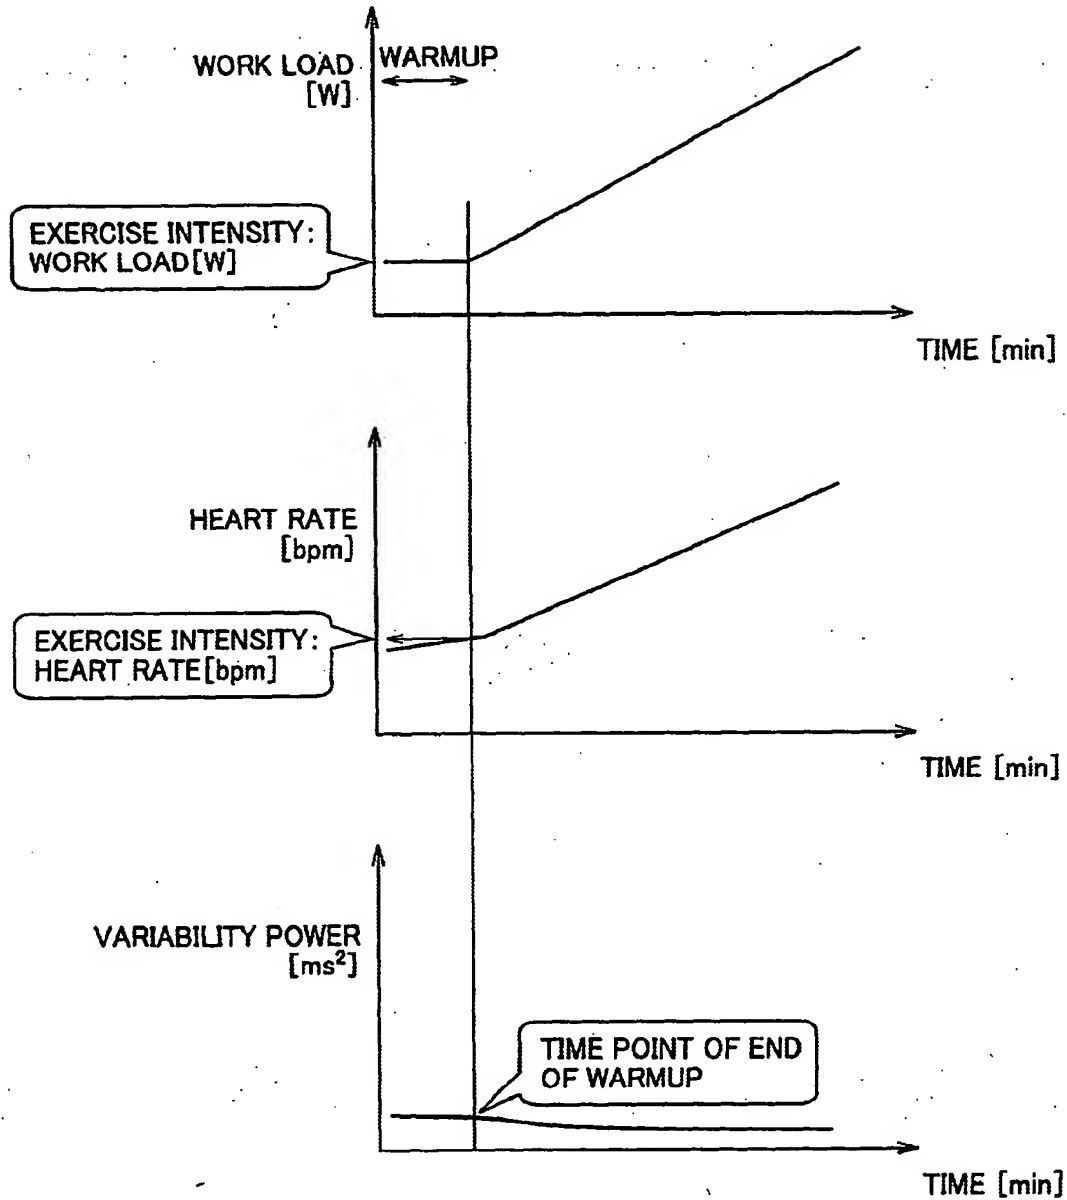 WORK LOAD
[W]
WARMUP
EXERCISE INTENSITY:
WORK LOAD[W]
TIME [min]
HEART RATE
[bpm]
EXERCISE INTENSITY:
HEART RATE[bpm]
TIME [min]
VARIABILITY POWER
[ms²]
TIME POINT OF END
OF WARMUP
TIME [min]